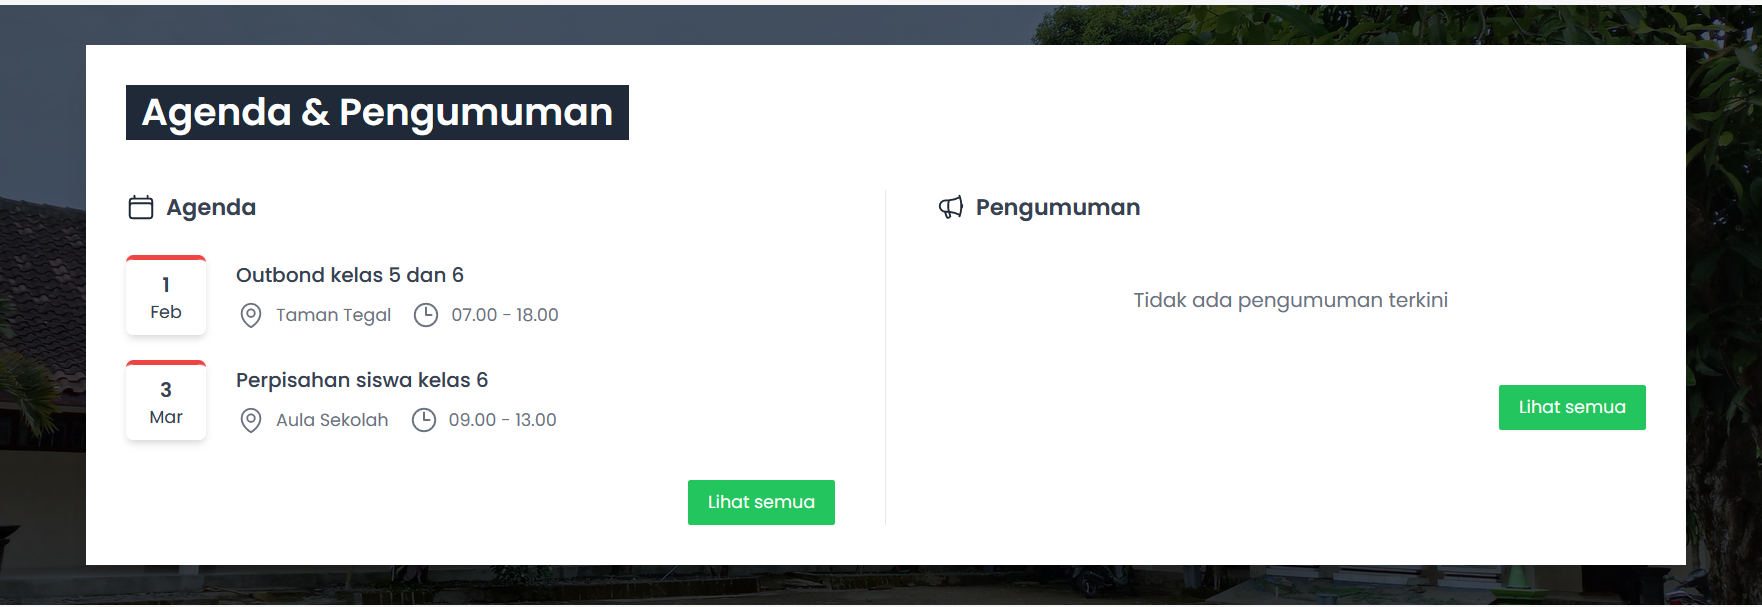 Agenda & Pengumuman
Agenda
1
Feb
Outbond kelas 5 dan 6
Taman Tegal 07.00 - 18.00
3
Mar
Perpisahan siswa kelas 6
Aula Sekolah 09.00 - 13.00
Lihat semua
Pengumuman
Tidak ada pengumuman terkini
Lihat semua